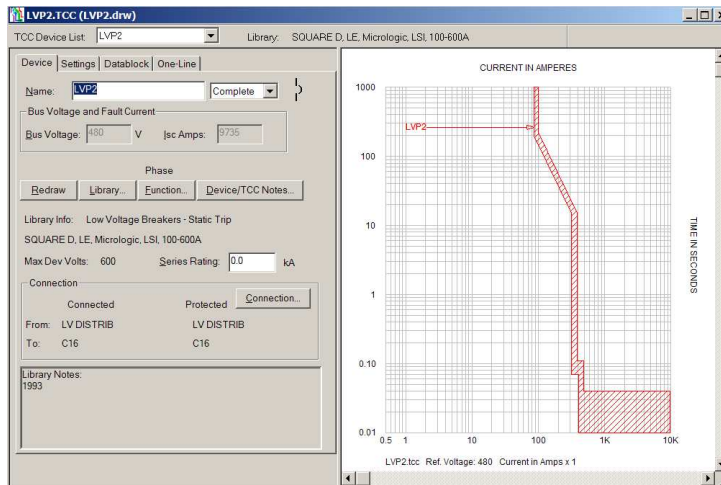 LVP2.TCC (LVP2.drw)
TCC Device List: LVP2 Library: SQUARE D, LE, Micrologic, LSI, 100-600A
Device Settings Datablock One-Line
Name: LVP2 Complete
Bus Voltage and Fault Current
Bus Voltage: 480 V Isc Amps: 9735
Phase
Redraw Library... Function... Device/TCC Notes...
Library Info: Low Voltage Breakers - Static Trip
SQUARE D, LE, Micrologic, LSI, 100-600A
Max Dev Volts: 600 Series Rating: 0.0 kA
Connection
Connected Protected Connection...
From: LV DISTRIB LV DISTRIB
To: C16 C16
Library Notes:
1993
CURRENT IN AMPERES
1000
LVP2
100
10
1
0.10
0.01
TIME IN SECONDS
0.5 1 10 100 1K 10K
LVP2.tcc Ref. Voltage: 480 Current in Amps x 1